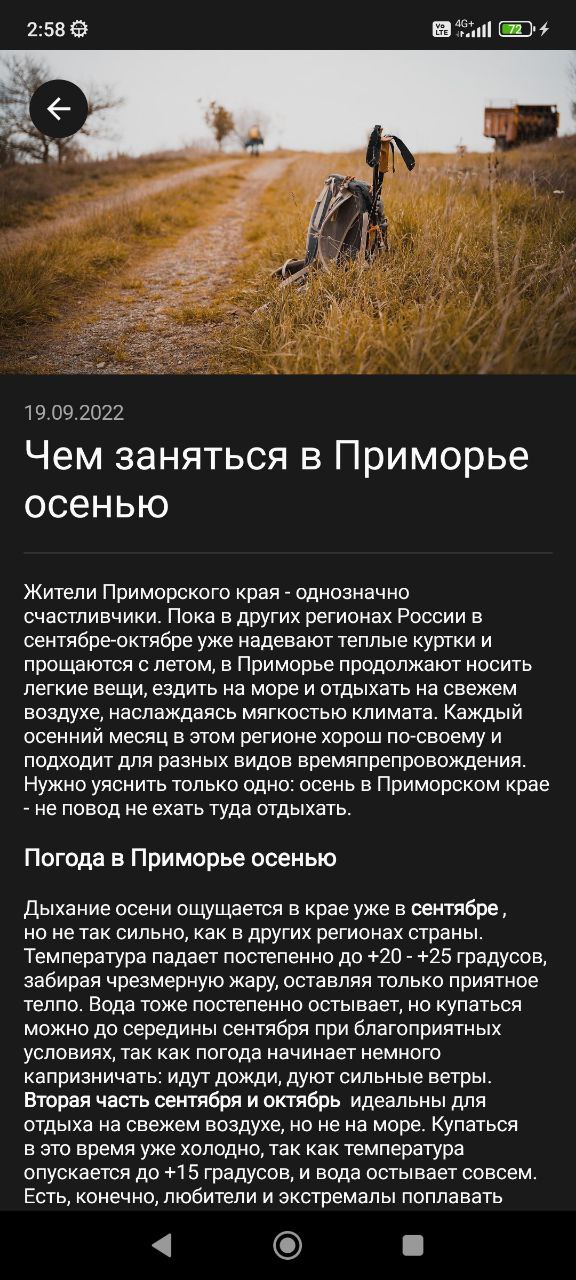 2:58
Vo LTE 4G+ 72
19.09.2022
Чем заняться в Приморье
осенью
Жители Приморского края - однозначно
счастливчики. Пока в других регионах России в
сентябре-октябре уже надевают теплые куртки и
прощаются с летом, в Приморье продолжают носить
легкие вещи, ездить на море и отдыхать на свежем
воздухе, наслаждаясь мягкостью климата. Каждый
осенний месяц в этом регионе хорош по-своему и
подходит для разных видов времяпрепровождения.
Нужно уяснить только одно: осень в Приморском крае
- не повод не ехать туда отдыхать.
Погода в Приморье осенью
Дыхание осени ощущается в крае уже в сентябре ,
но не так сильно, как в других регионах страны.
Температура падает постепенно до +20 - +25 градусов,
забирая чрезмерную жару, оставляя только приятное
телпо. Вода тоже постепенно остывает, но купаться
можно до середины сентября при благоприятных
условиях, так как погода начинает немного
капризничать: идут дожди, дуют сильные ветры.
Вторая часть сентября и октябрь идеальны для
отдыха на свежем воздухе, но не на море. Купаться
в это время уже холодно, так как температура
опускается до +15 градусов, и вода остывает совсем.
Есть, конечно, любители и экстремалы поплавать